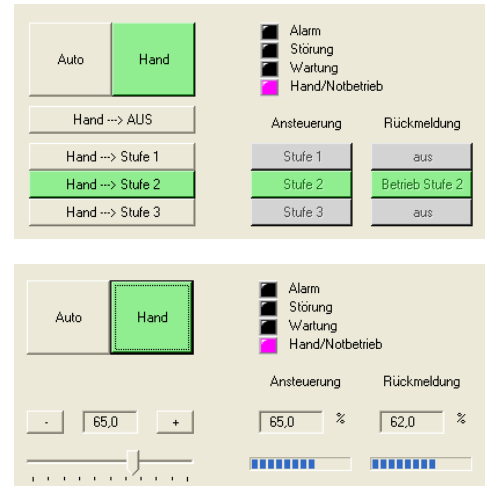 Alarm
Störung
Auto Hand
Wartung
Hand/Notbetrieb
Hand ---> AUS
Ansteuerung Rückmeldung
Hand ---> Stufe 1 Stufe 1 aus
Hand ---> Stufe 2 Stufe 2 Betrieb Stufe 2
Hand ---> Stufe 3 Stufe 3 aus
Alarm
Störung
Auto Hand
Wartung
Hand/Notbetrieb
Ansteuerung Rückmeldung
- 65,0 + 65,0 % 62,0 %